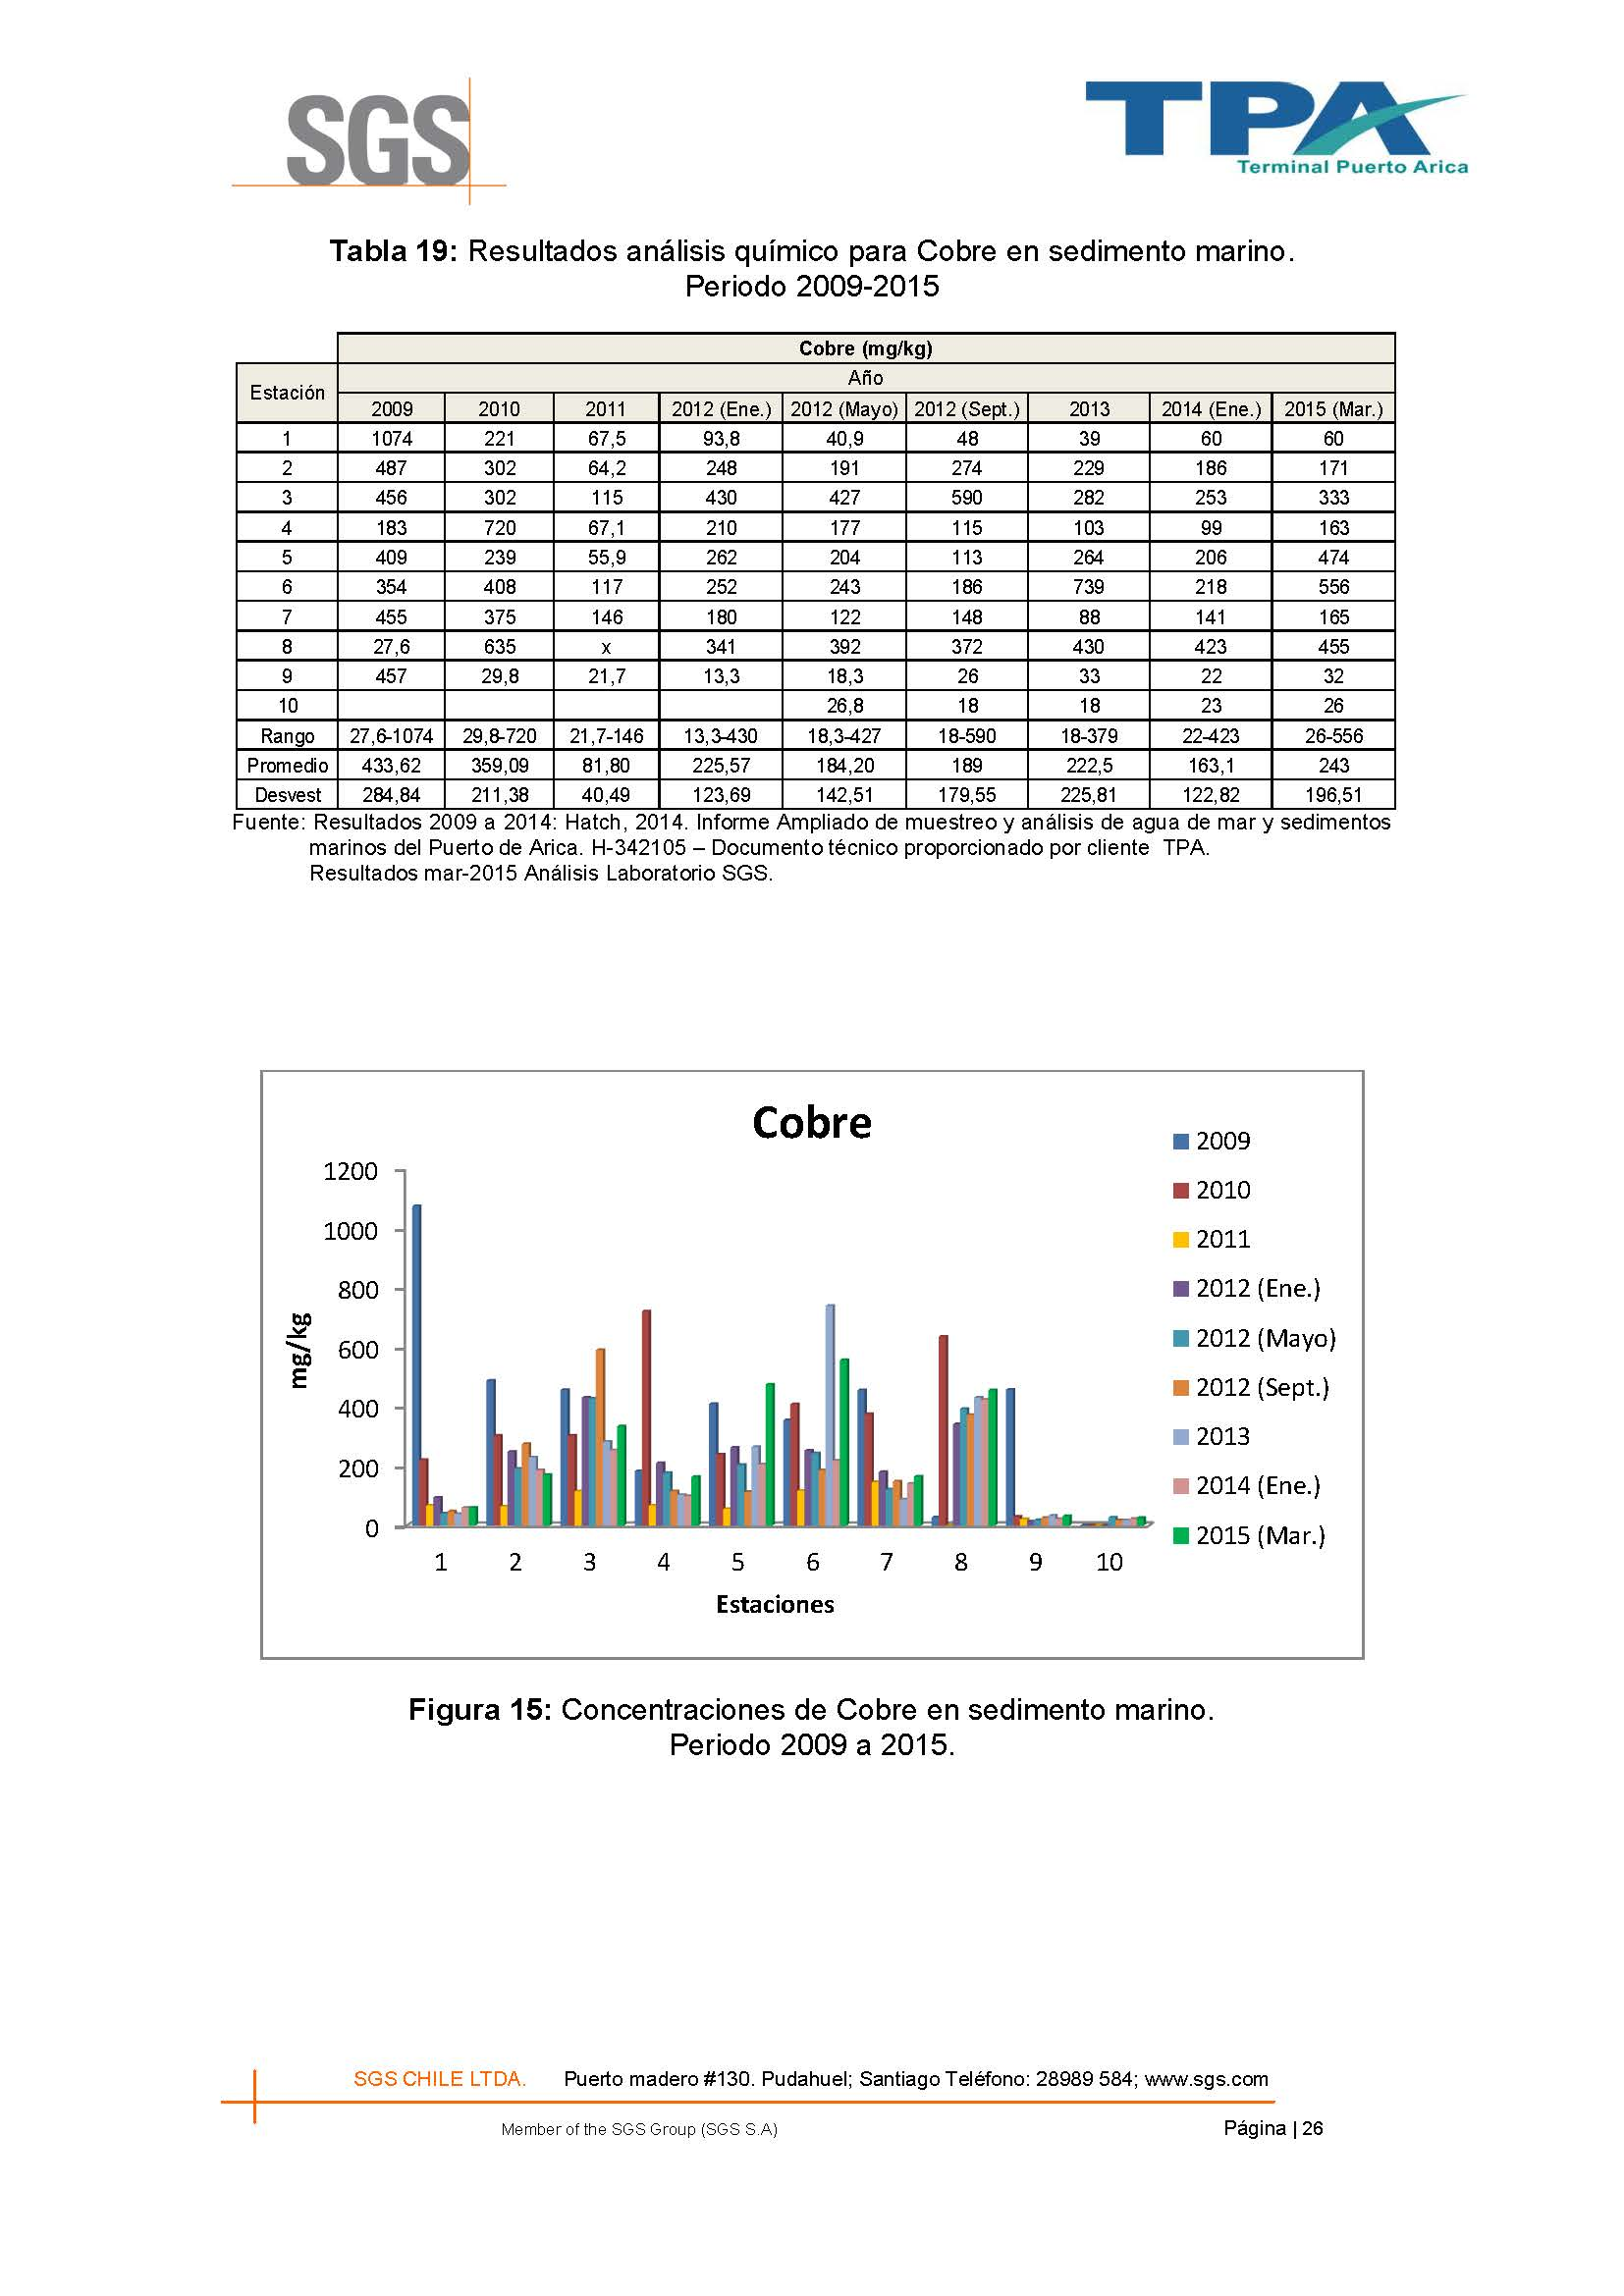 SGS
TPA
Terminal Puerto Arica
Tabla 19: Resultados análisis químico para Cobre en sedimento marino.
Periodo 2009-2015
Cobre (mg/kg)
Estación Año
2009 2010 2011 2012 (Ene.) 2012 (Mayo) 2012 (Sept.) 2013 2014 (Ene.) 2015 (Mar.)
1 1074 221 67,5 93,8 40,9 48 39 60 60
2 487 302 64,2 248 191 274 229 186 171
3 456 302 115 430 427 590 282 253 333
4 183 720 67,1 210 177 115 103 99 163
5 409 239 55,9 262 204 113 264 206 474
6 354 408 117 252 243 186 739 218 556
7 455 375 146 180 122 148 88 141 165
8 27,6 635 x 341 392 372 430 423 455
9 457 29,8 21,7 13,3 18,3 26 33 22 32
10 26,8 18 18 23 26
Rango 27,6-1074 29,8-720 21,7-146 13,3-430 18,3-427 18-590 18-379 22-423 26-556
Promedio 433,62 359,09 81,80 225,57 184,20 189 222,5 163,1 243
Desvest 284,84 211,38 40,49 123,69 142,51 179,55 225,81 122,82 196,51
Fuente: Resultados 2009 a 2014: Hatch, 2014. Informe Ampliado de muestreo y análisis de agua de mar y sedimentos
marinos del Puerto de Arica. H-342105 – Documento técnico proporcionado por cliente TPA.
Resultados mar-2015 Análisis Laboratorio SGS.
Cobre
mg/kg
1200
1000
800
600
400
200
0
1 2 3 4 5 6 7 8 9 10
Estaciones
2009
2010
2011
2012 (Ene.)
2012 (Mayo)
2012 (Sept.)
2013
2014 (Ene.)
2015 (Mar.)
Figura 15: Concentraciones de Cobre en sedimento marino.
Periodo 2009 a 2015.
SGS CHILE LTDA. Puerto madero #130. Pudahuel; Santiago Teléfono: 28989 584; www.sgs.com
Member of the SGS Group (SGS S.A) Página | 26